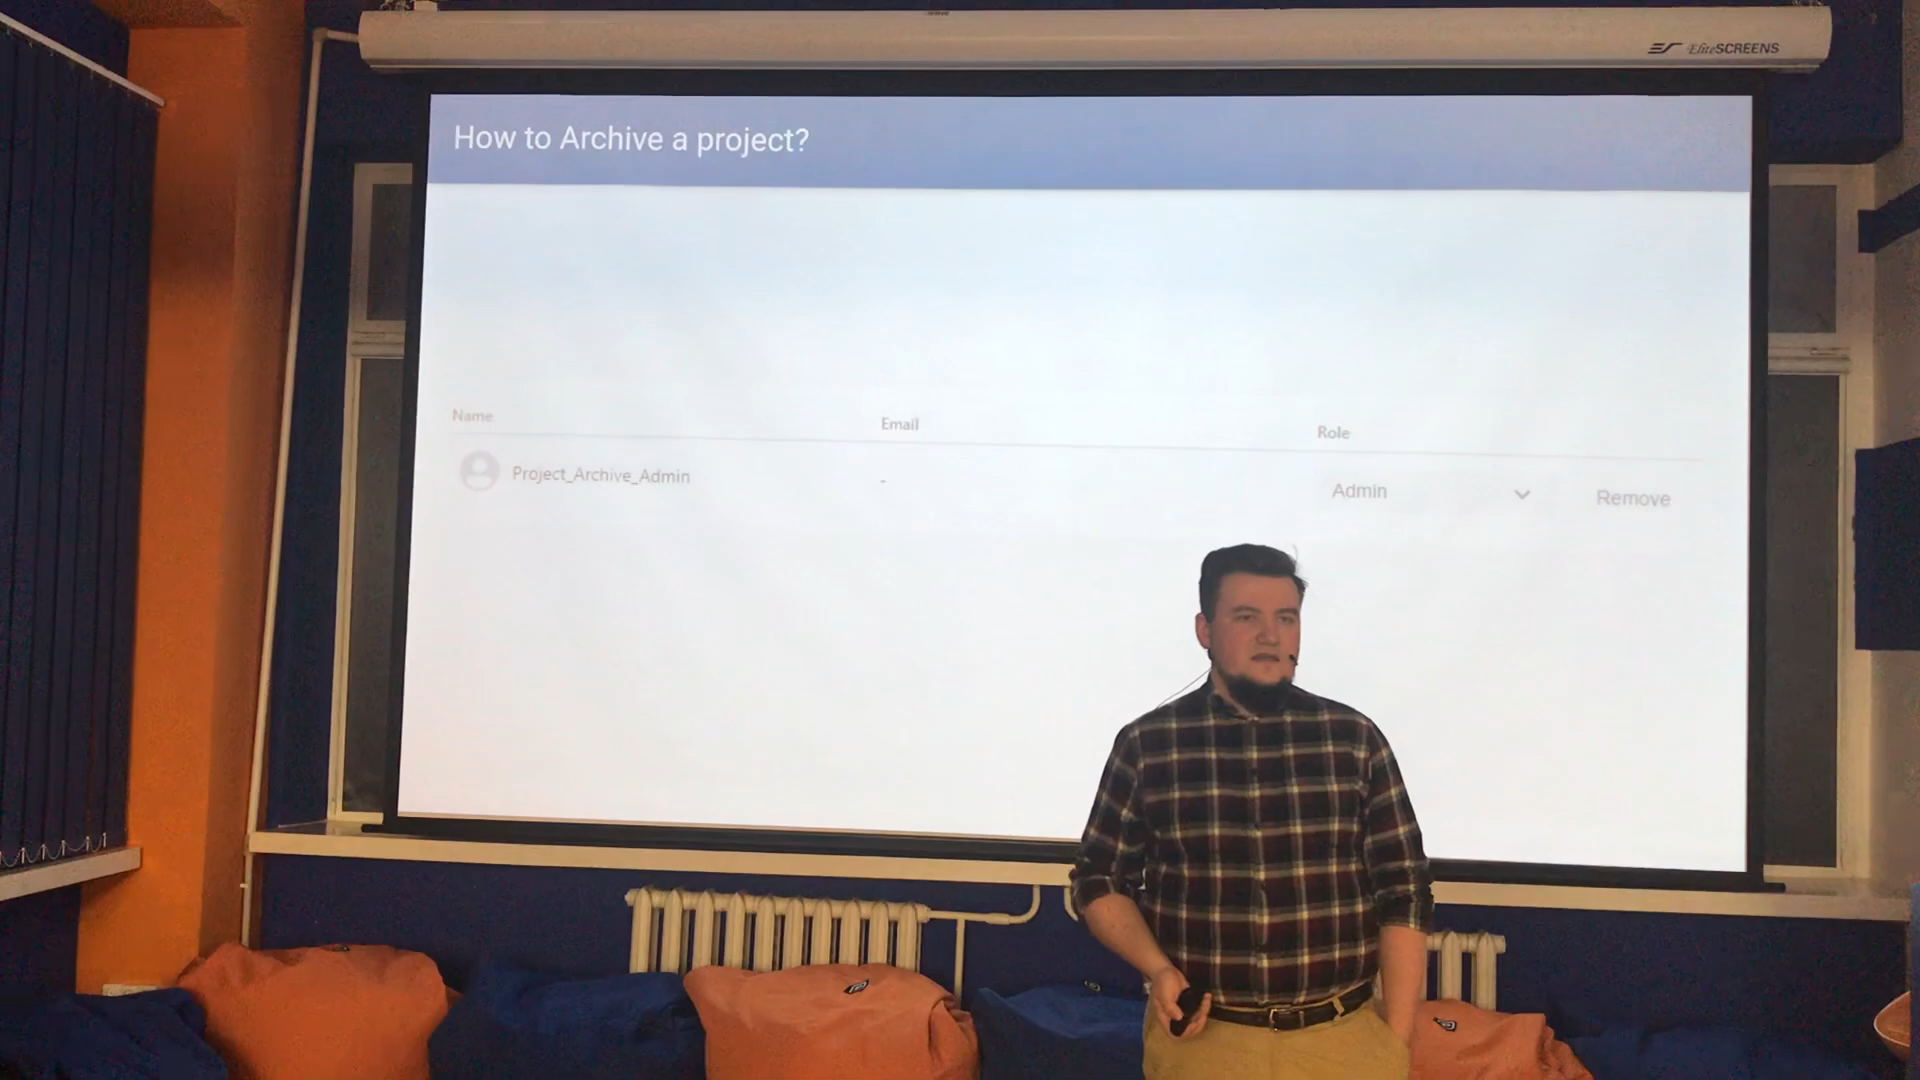 EliteSCREENS
How to Archive a project?
Name Email Role
Project_Archive_Admin - Admin Remove